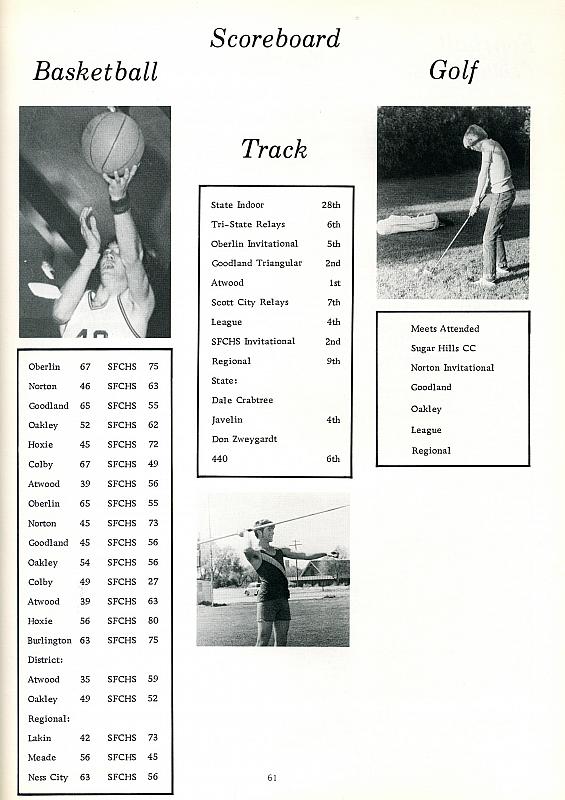 Scoreboard
Basketball
Golf
Track
State Indoor 28th
Tri-State Relays 6th
Oberlin Invitational 5th
Goodland Triangular 2nd
Atwood 1st
Scott City Relays 7th
League 4th
SFCHS Invitational 2nd
Regional 9th
State:
Dale Crabtree
Javelin 4th
Don Zweygardt
440 6th
Meets Attended
Sugar Hills CC
Norton Invitational
Goodland
Oakley
League
Regional
Oberlin 67 SFCHS 75
Norton 46 SFCHS 63
Goodland 65 SFCHS 55
Oakley 52 SFCHS 62
Hoxie 45 SFCHS 72
Colby 67 SFCHS 49
Atwood 39 SFCHS 56
Oberlin 65 SFCHS 55
Norton 45 SFCHS 73
Goodland 45 SFCHS 56
Oakley 54 SFCHS 56
Colby 49 SFCHS 27
Atwood 39 SFCHS 63
Hoxie 56 SFCHS 80
Burlington 63 SFCHS 75
District:
Atwood 35 SFCHS 59
Oakley 49 SFCHS 52
Regional:
Lakin 42 SFCHS 73
Meade 56 SFCHS 45
Ness City 63 SFCHS 56
61